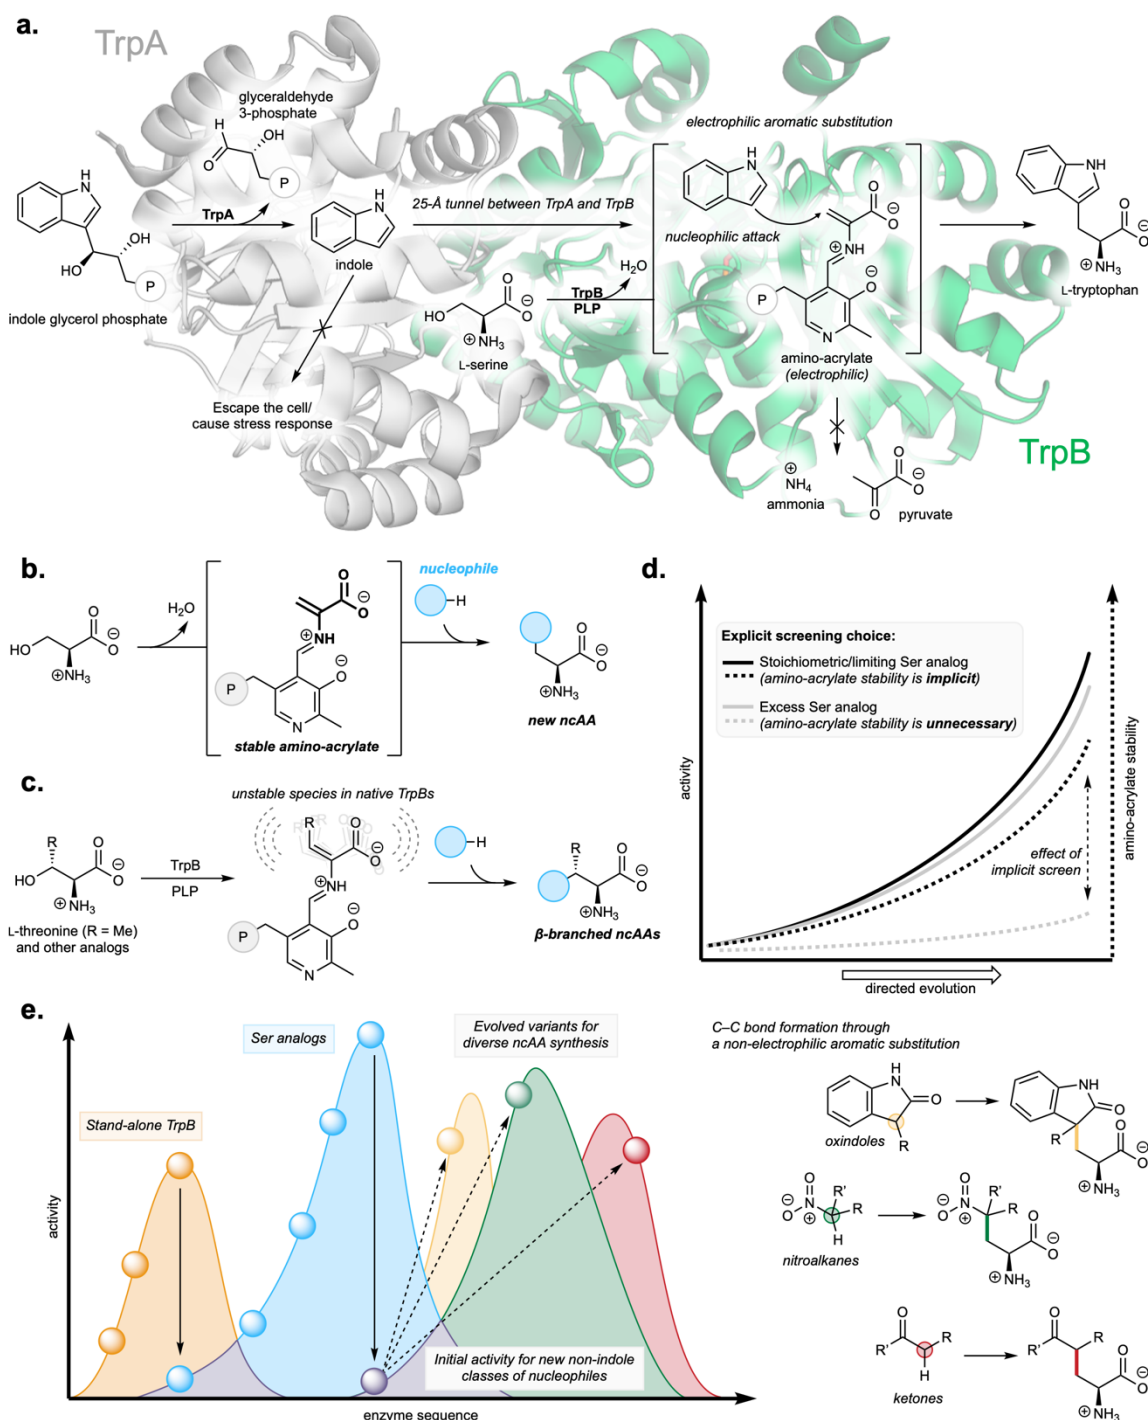 a.
TrpA
glyceraldehyde
3-phosphate
H
O
OH
P
NH
OH
HO
P
indole glycerol phosphate
TrpA
H
N
indole
25-Å tunnel between TrpA and TrpB
Escape the cell/
cause stress response
HO
O
O
NH3
L-serine
H2O
TrpB
PLP
electrophilic aromatic substitution
H
N
nucleophilic attack
O
O
NH
P
O
N
amino-acrylate
(electrophilic)
NH
O
O
NH3
L-tryptophan
TrpB
NH4
ammonia
O
O
O
pyruvate
b.
HO
O
O
NH3
H2O
O
O
NH
P
O
N
stable amino-acrylate
nucleophile
H
O
O
NH3
new ncAA
c.
R
HO
O
O
NH3
L-threonine (R = Me)
and other analogs
TrpB
PLP
unstable species in native TrpBs
R
O
O
NH
P
O
N
H
R
O
O
NH3
β-branched ncAAs
d.
activity
Explicit screening choice:
Stoichiometric/limiting Ser analog
(amino-acrylate stability is implicit)
Excess Ser analog
(amino-acrylate stability is unnecessary)
effect of
implicit screen
amino-acrylate stability
directed evolution
e.
activity
Stand-alone TrpB
Ser analogs
Evolved variants for
diverse ncAA synthesis
Initial activity for new non-indole
classes of nucleophiles
enzyme sequence
C–C bond formation through
a non-electrophilic aromatic substitution
H
N
O
R
oxindoles
H
N
O
R
O
O
NH3
O
N
O
R'
R
H
nitroalkanes
O
N
O
R'
R
O
O
NH3
O
R'
R
H
ketones
O
R'
R
O
O
NH3